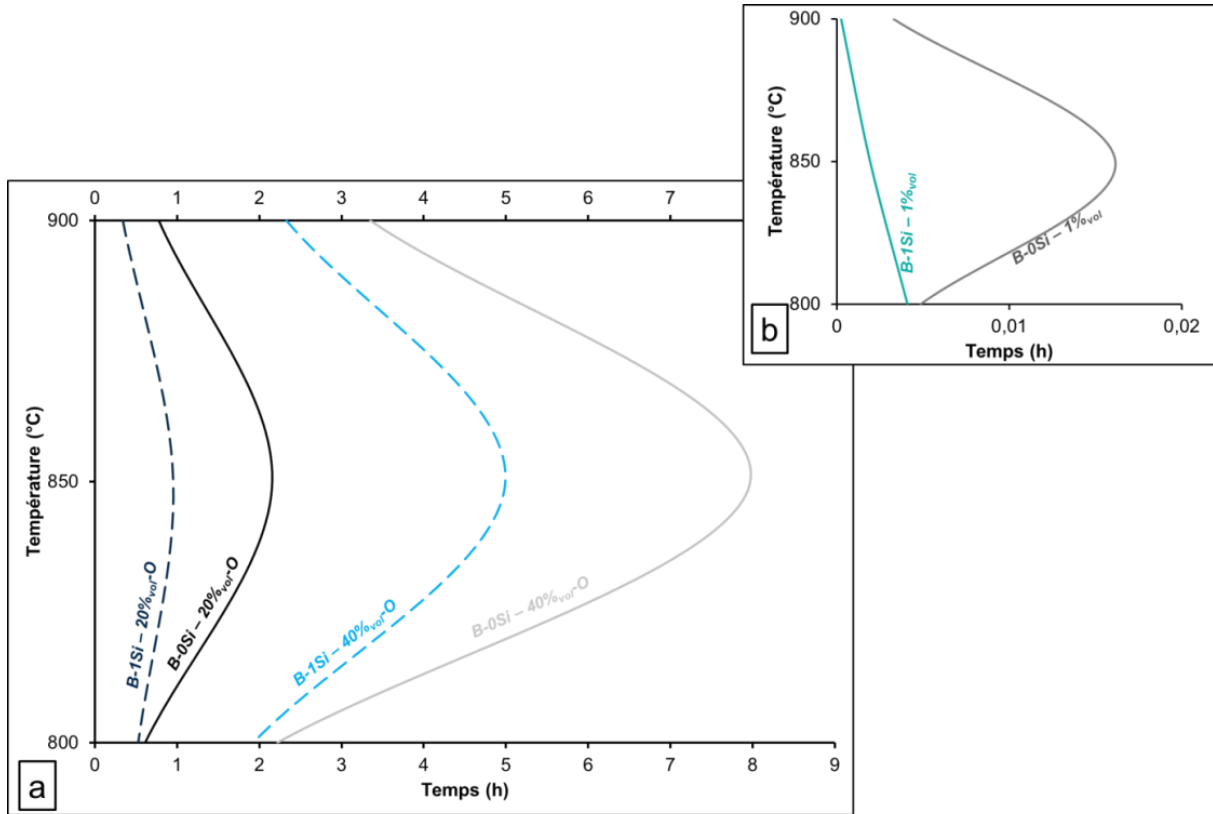 900
850
800
Température (°C)
B-1Si – 1%vol
B-0Si – 1%vol
0
0,01
0,02
Temps (h)
b
0 1 2 3 4 5 6 7
900
850
800
Température (°C)
B-1Si – 20%vol-O
B-0Si – 20%vol-O
B-1Si – 40%vol-O
B-0Si – 40%vol-O
0 1 2 3 4 5 6 7 8 9
Temps (h)
a